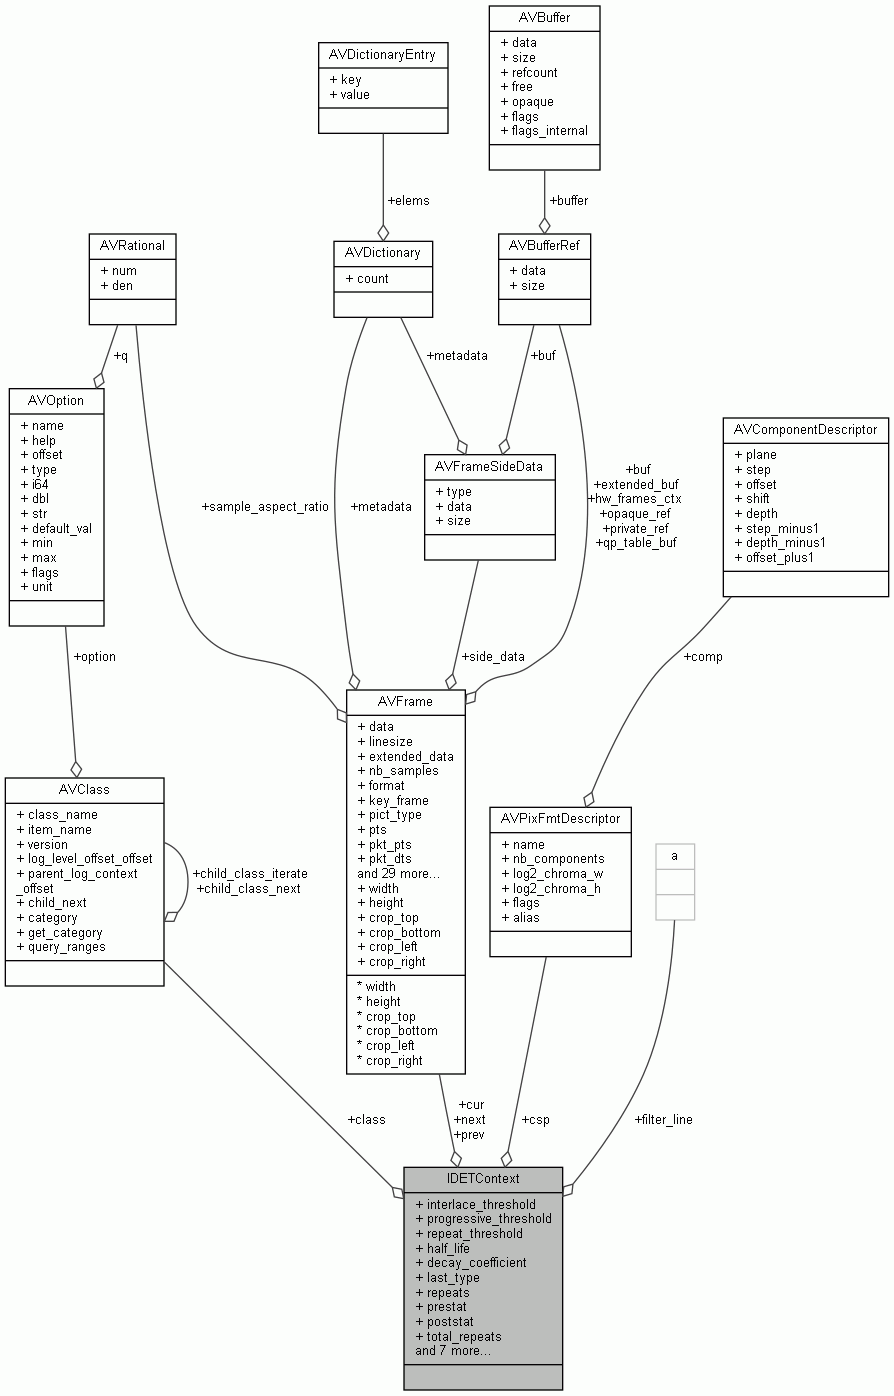 AVBuffer
+ data
+ size
+ refcount
+ free
+ opaque
+ flags
+ flags_internal
AVDictionaryEntry
+ key
+ value
+elems
+buffer
AVRational
+ num
+ den
AVDictionary
+ count
AVBufferRef
+ data
+ size
+q
+metadata
+buf
AVOption
+ name
+ help
+ offset
+ type
+ i64
+ dbl
+ str
+ default_val
+ min
+ max
+ flags
+ unit
+sample_aspect_ratio
+metadata
AVFrameSideData
+ type
+ data
+ size
+buf
+extended_buf
+hw_frames_ctx
+opaque_ref
+private_ref
+qp_table_buf
AVComponentDescriptor
+ plane
+ step
+ offset
+ shift
+ depth
+ step_minus1
+ depth_minus1
+ offset_plus1
+option
+side_data
+comp
AVFrame
+ data
+ linesize
+ extended_data
+ nb_samples
+ format
+ key_frame
+ pict_type
+ pts
+ pkt_pts
+ pkt_dts
and 29 more...
+ width
+ height
+ crop_top
+ crop_bottom
+ crop_left
+ crop_right
* width
* height
* crop_top
* crop_bottom
* crop_left
* crop_right
AVClass
+ class_name
+ item_name
+ version
+ log_level_offset_offset
+ parent_log_context
_offset
+ child_next
+ category
+ get_category
+ query_ranges
+child_class_iterate
+child_class_next
AVPixFmtDescriptor
+ name
+ nb_components
+ log2_chroma_w
+ log2_chroma_h
+ flags
+ alias
a
+class
+cur
+next
+prev
+csp
+filter_line
IDETContext
+ interlace_threshold
+ progressive_threshold
+ repeat_threshold
+ half_life
+ decay_coefficient
+ last_type
+ repeats
+ prestat
+ poststat
+ total_repeats
and 7 more...